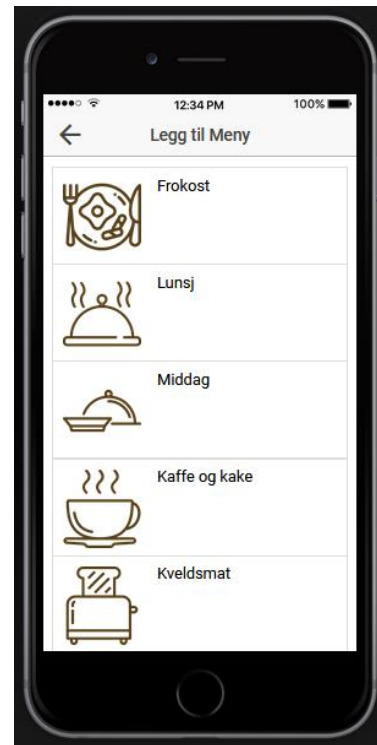 12:34 PM
100%
Legg til Meny
Frokost
Lunsj
Middag
Kaffe og kake
Kveldsmat